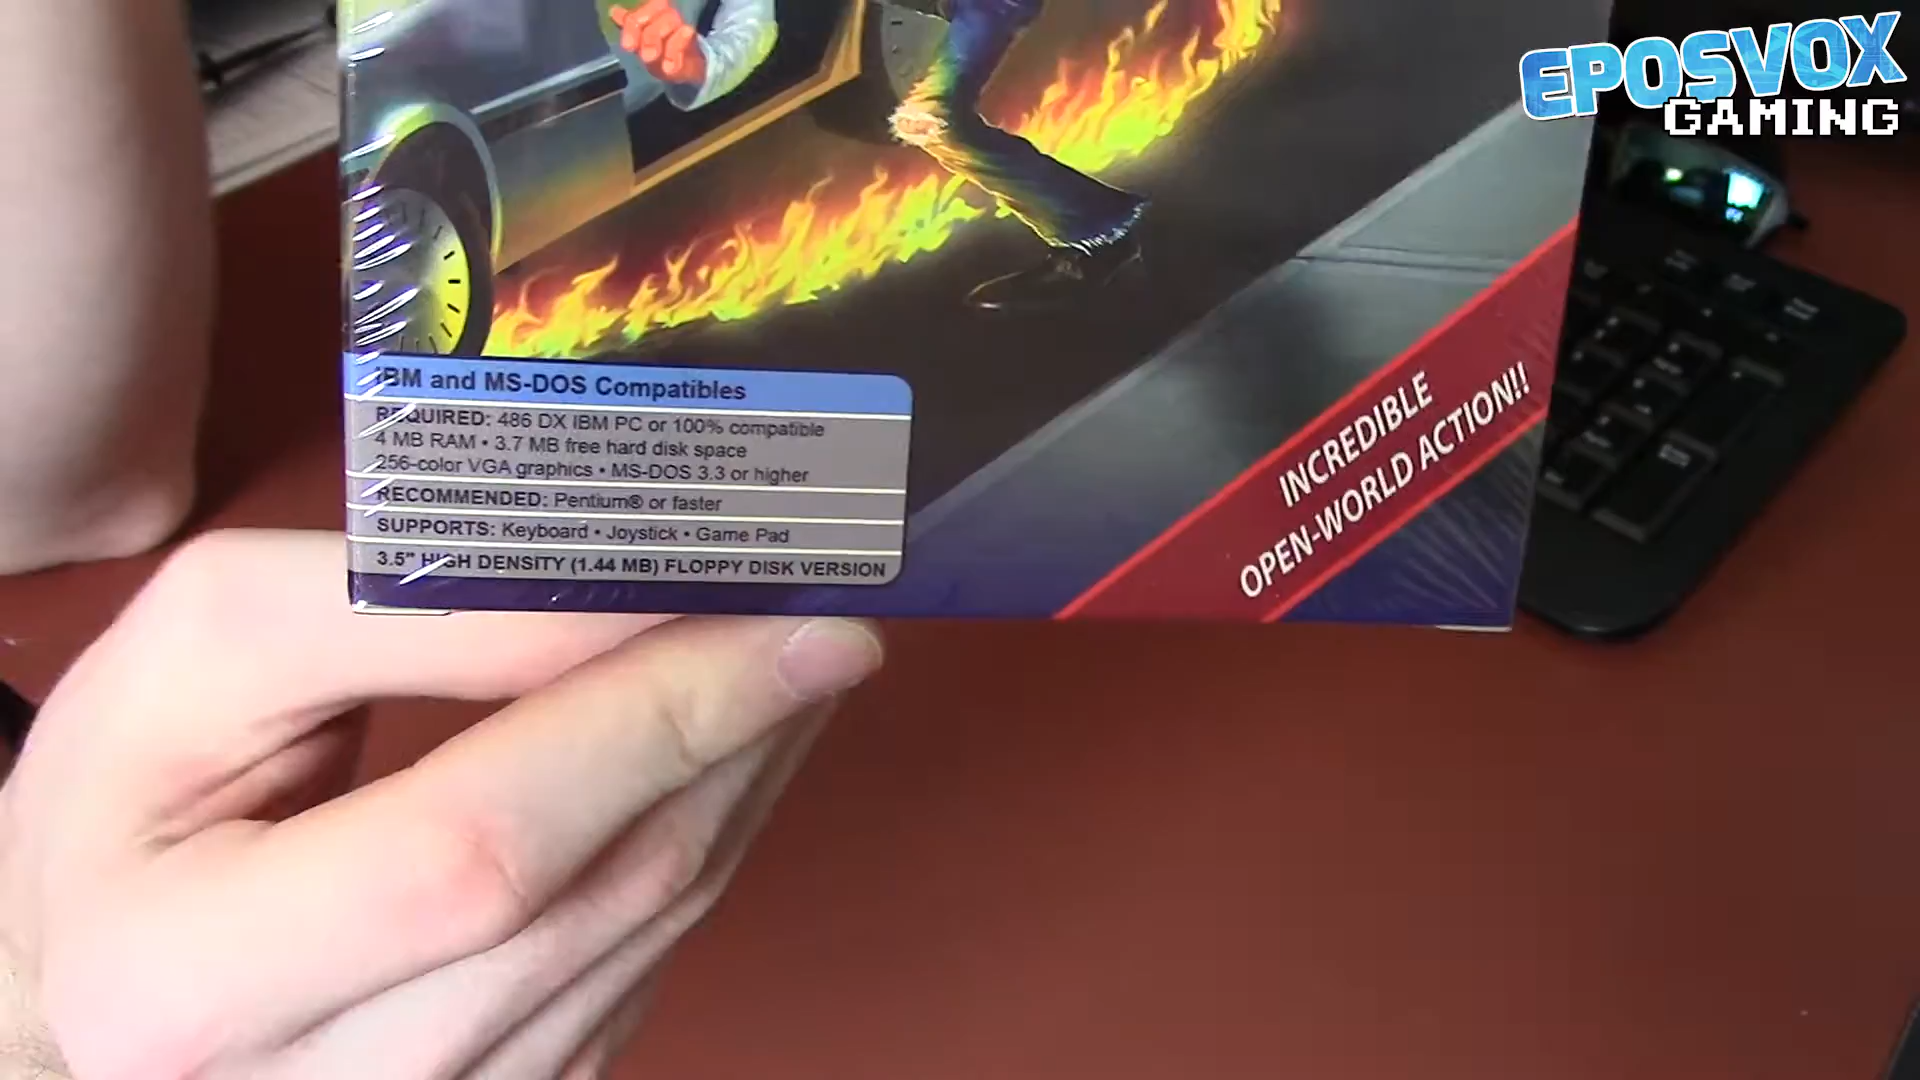 EPOSVOX
GAMING
IBM and MS-DOS Compatibles
REQUIRED: 486 DX IBM PC or 100% compatible
4 MB RAM • 3.7 MB free hard disk space
256-color VGA graphics • MS-DOS 3.3 or higher
RECOMMENDED: Pentium® or faster
SUPPORTS: Keyboard • Joystick • Game Pad
3.5" HIGH DENSITY (1.44 MB) FLOPPY DISK VERSION
INCREDIBLE
OPEN-WORLD ACTION!!